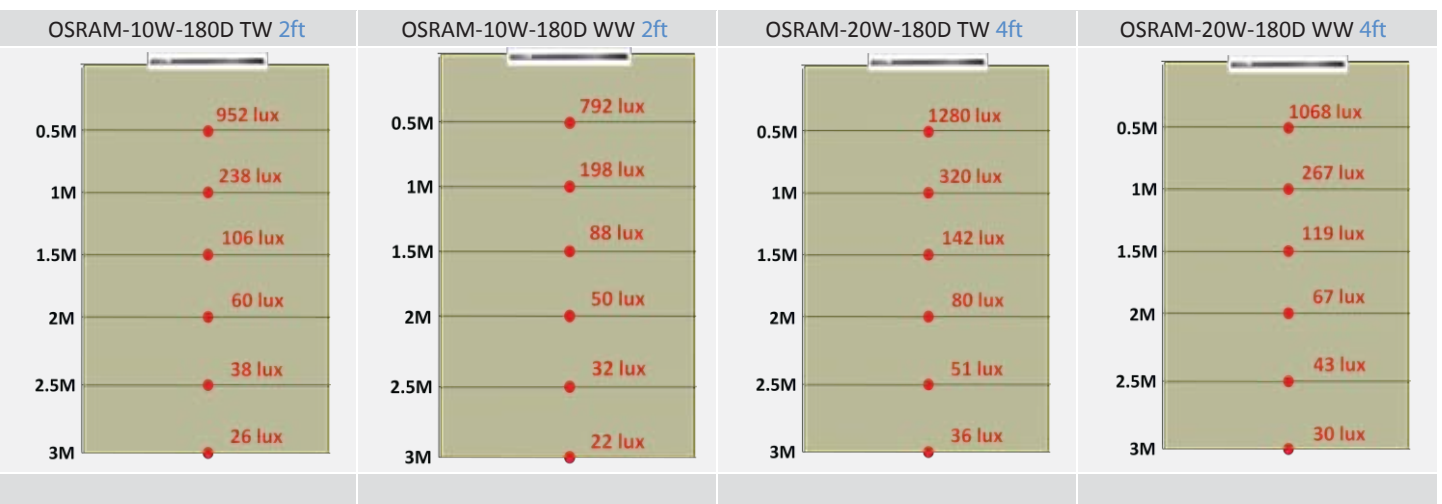 OSRAM-10W-180D TW 2ft
OSRAM-10W-180D WW 2ft
OSRAM-20W-180D TW 4ft
OSRAM-20W-180D WW 4ft
952 lux
0.5M
238 lux
1M
106 lux
1.5M
60 lux
2M
38 lux
2.5M
26 lux
3M
792 lux
0.5M
198 lux
1M
88 lux
1.5M
50 lux
2M
32 lux
2.5M
22 lux
3M
1280 lux
0.5M
320 lux
1M
142 lux
1.5M
80 lux
2M
51 lux
2.5M
36 lux
3M
1068 lux
0.5M
267 lux
1M
119 lux
1.5M
67 lux
2M
43 lux
2.5M
30 lux
3M